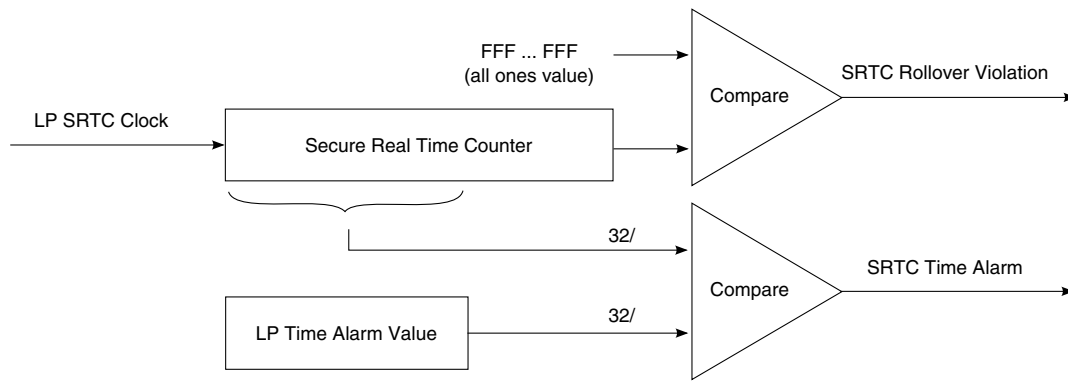 FFF ... FFF
(all ones value)
SRTC Rollover Violation
Compare
LP SRTC Clock
Secure Real Time Counter
32/
SRTC Time Alarm
Compare
32/
LP Time Alarm Value